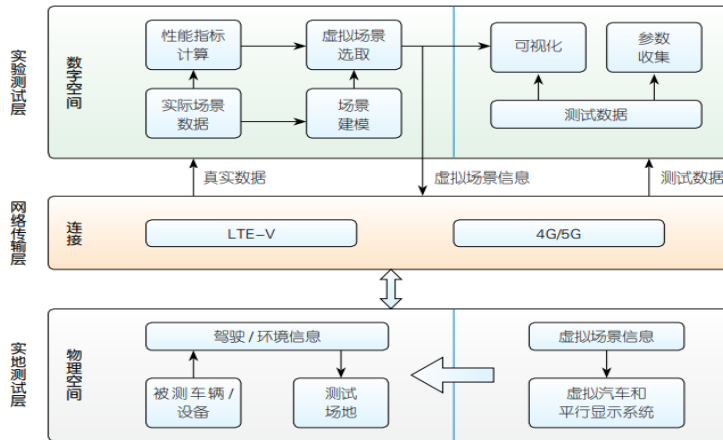 实验测试层
数字空间
性能指标
计算
虚拟场景
选取
实际场景
数据
场景
建模
可视化
参数
收集
测试数据
真实数据
虚拟场景信息
测试数据
网络传输层
连接
LTE-V
4G/5G
实地测试层
物理空间
驾驶/环境信息
被测车辆/
设备
测试
场地
虚拟场景信息
虚拟汽车和
平行显示系统